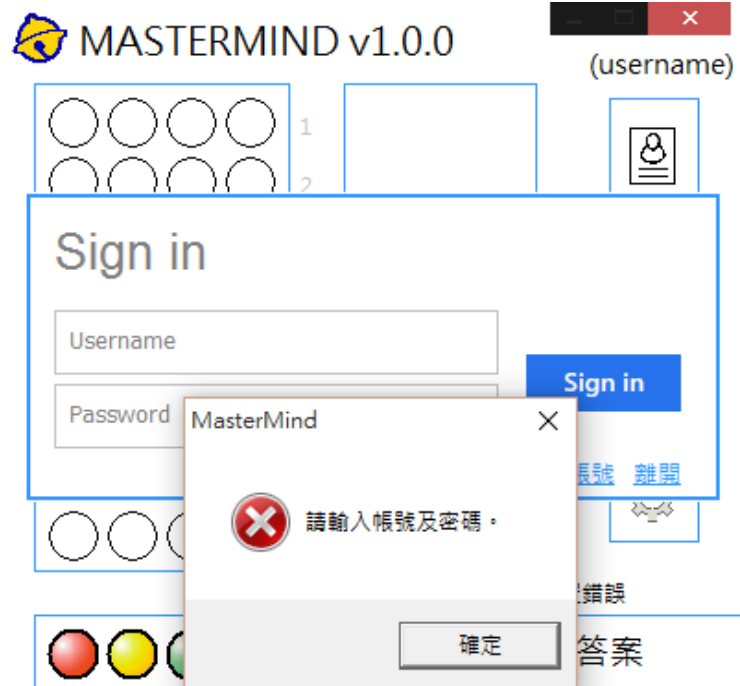 MASTERMIND v1.0.0
(username)
1
2
Sign in
Username
Sign in
Password
MasterMind
帳號 離開
請輸入帳號及密碼。
錯誤
確定
答案